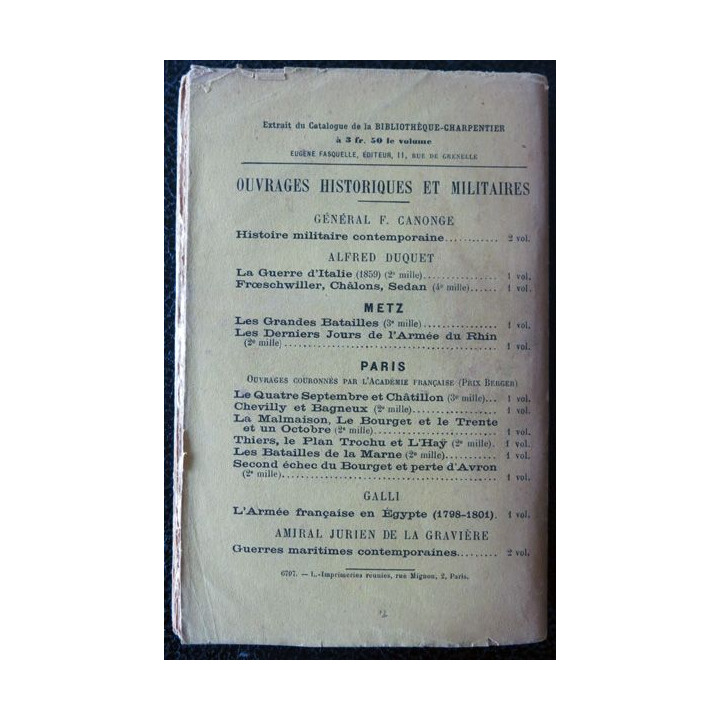 Extrait du Catalogue de la BIBLIOTHÈQUE-CHARPENTIER
à 3 fr. 50 le volume
EUGÈNE FASQUELLE, ÉDITEUR, 11, RUE DE GRENELLE
OUVRAGES HISTORIQUES ET MILITAIRES
GÉNÉRAL F. CANONGE
Histoire militaire contemporaine............ 2 vol.
ALFRED DUQUET
La Guerre d'Italie (1859) (2e mille)................ 1 vol.
Frœschwiller, Châlons, Sedan (4e mille)...... 1 vol.
METZ
Les Grandes Batailles (3e mille)................ 1 vol.
Les Derniers Jours de l'Armée du Rhin
(2e mille)................................................ 1 vol.
PARIS
OUVRAGES COURONNÉS PAR L'ACADÉMIE FRANÇAISE (PRIX BERGER)
Le Quatre Septembre et Châtillon (3e mille)... 1 vol.
Chevilly et Bagneux (2e mille)................. 1 vol.
La Malmaison, Le Bourget et le Trente
et un Octobre (2e mille)........................ 1 vol.
Thiers, le Plan Trochu et L'Haÿ (2e mille). 1 vol.
Les Batailles de la Marne (2e mille).......... 1 vol.
Second échec du Bourget et perte d'Avron
(2e mille)................................................ 1 vol.
GALLI
L'Armée française en Égypte (1798-1801). 1 vol.
AMIRAL JURIEN DE LA GRAVIÈRE
Guerres maritimes contemporaines......... 2 vol.
6797. — L.-Imprimeries réunies, rue Mignon, 2, Paris.